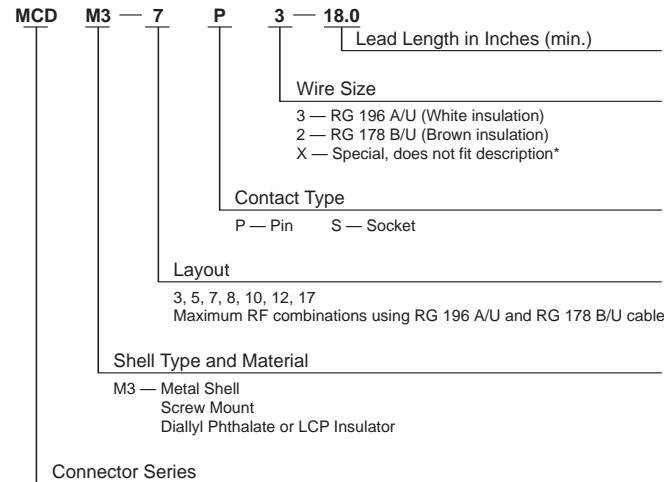 MCD M3 — 7 P 3 — 18.0
Lead Length in Inches (min.)
Wire Size
3 — RG 196 A/U (White insulation)
2 — RG 178 B/U (Brown insulation)
X — Special, does not fit description*
Contact Type
P — Pin S — Socket
Layout
3, 5, 7, 8, 10, 12, 17
Maximum RF combinations using RG 196 A/U and RG 178 B/U cable
Shell Type and Material
M3 — Metal Shell
Screw Mount
Diallyl Phthalate or LCP Insulator
Connector Series